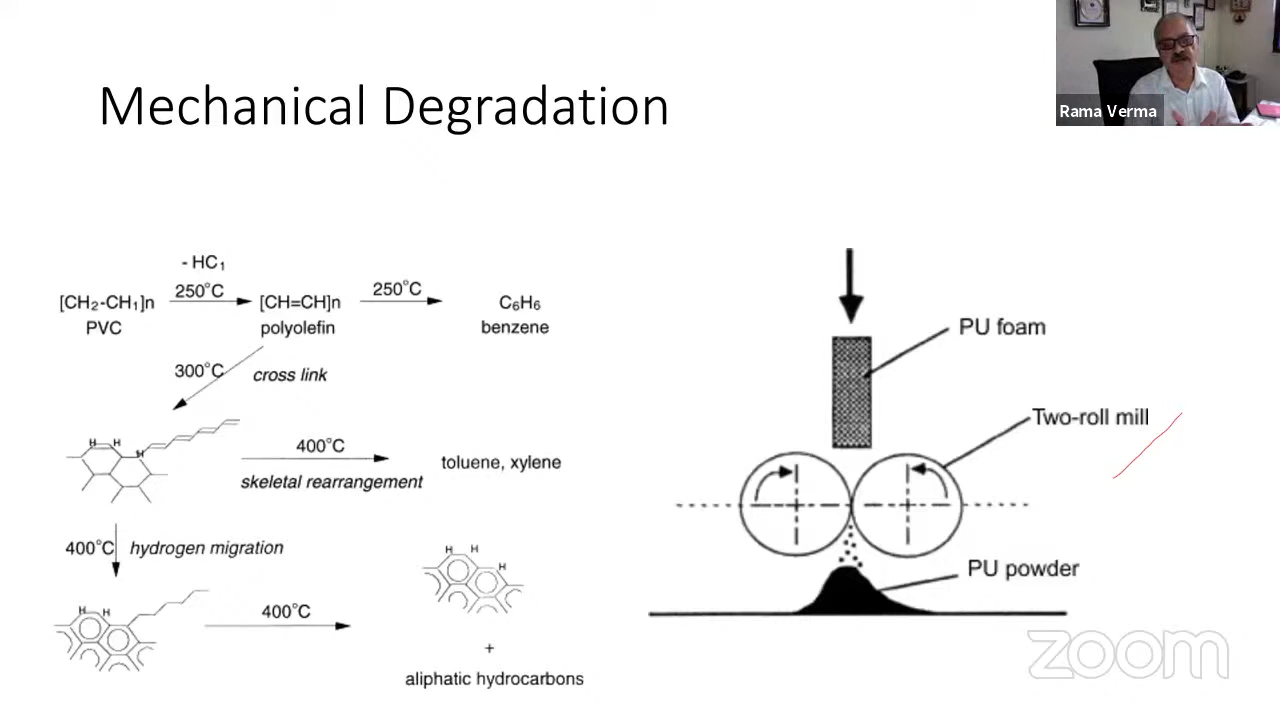 Rama Verma
Mechanical Degradation
- HC₁
250°C
250°C
[CH₂-CH₁]n
[CH=CH]n
C₆H₆
PVC
polyolefin
benzene
300°C
cross link
H H
H
400°C
skeletal rearrangement
toluene, xylene
400°C
hydrogen migration
H H
H
H H
400°C
+
aliphatic hydrocarbons
PU foam
Two-roll mill
PU powder
zoom